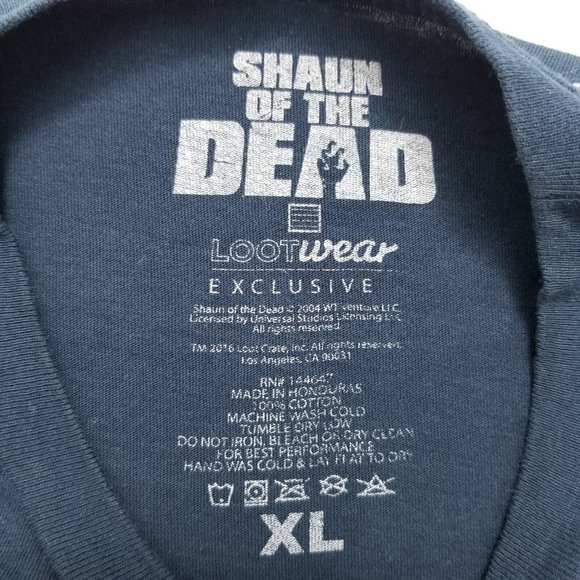 SHAUN
OF THE
DEAD
LOOTwear
EXCLUSIVE
Shaun of the Dead © 2004 WT Venture LLC.
Licensed by Universal Studios Licensing LLC.
All rights reserved.
TM 2016 Loot Crate, Inc. All rights reserved.
Los Angeles, CA 90031
RN# 144647
MADE IN HONDURAS
100% COTTON
MACHINE WASH COLD
TUMBLE DRY LOW
DO NOT IRON, BLEACH OR DRY CLEAN
FOR BEST PERFORMANCE
HAND WAS COLD & LAY FLAT TO DRY
XL